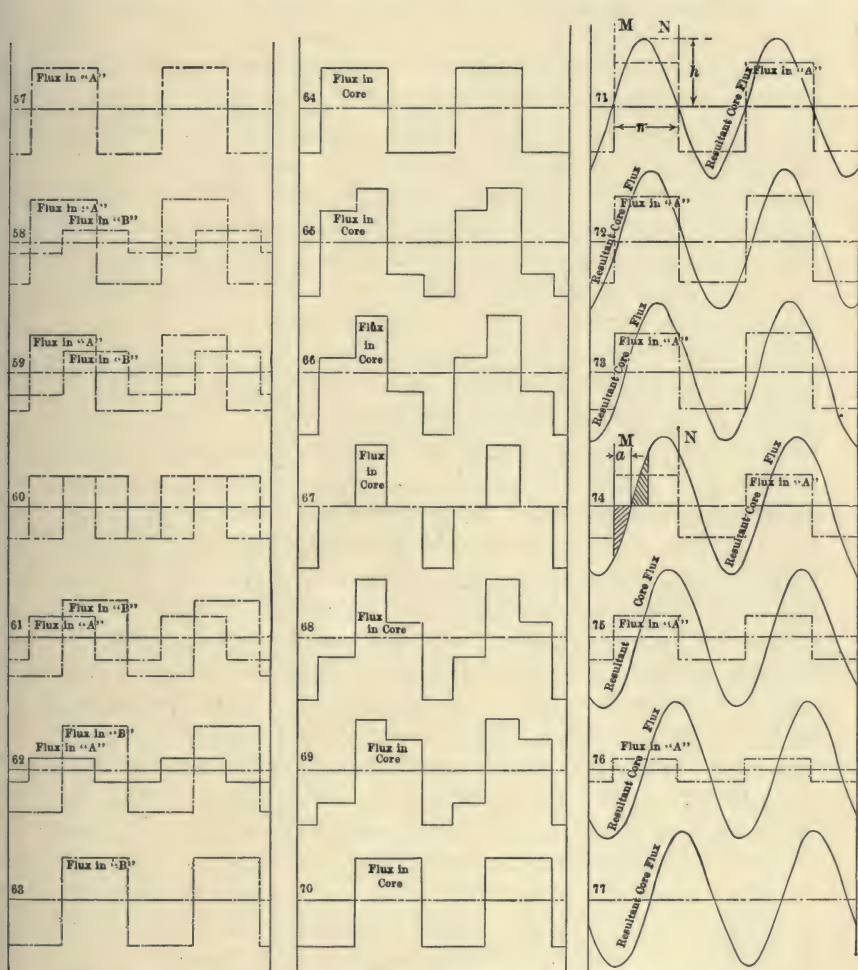 57
Flux in "A"
58
Flux in "A"
Flux in "B"
59
Flux in "A"
Flux in "B"
60
61
Flux in "B"
Flux in "A"
62
Flux in "B"
Flux in "A"
63
Flux in "B"
64
Flux in
Core
65
Flux in
Core
66
Flux
in
Core
67
Flux
in
Core
68
Flux
in Core
69
Flux in
Core
70
Flux in
Core
M N
71
h
n
Resultant Core Flux
Flux in "A"
72
Resultant Core Flux
Flux in "A"
73
Resultant Core Flux
Flux in "A"
M N
a
74
Resultant Core Flux
Flux in "A"
75
Resultant Core Flux
Flux in "A"
76
Resultant Core Flux
Flux in "A"
77
Resultant Core Flux